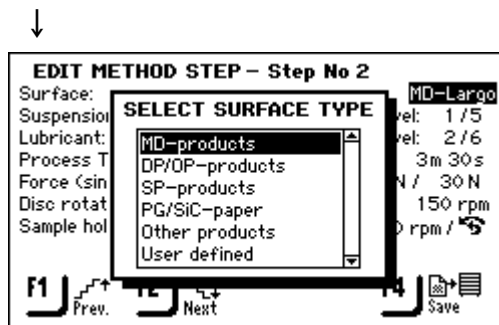 EDIT METHOD STEP – Step No 2
Surface: MD-Largo
Suspension
SELECT SURFACE TYPE
vel: 1/5
Lubricant: MD-products vel: 2/6
Process T DP/OP-products 3m 30s
Force (sin SP-products N / 30 N
Disc rotat PG/SiC-paper 150 rpm
Sample hol Other products rpm /
User defined
F1 Prev. Next F4 Save